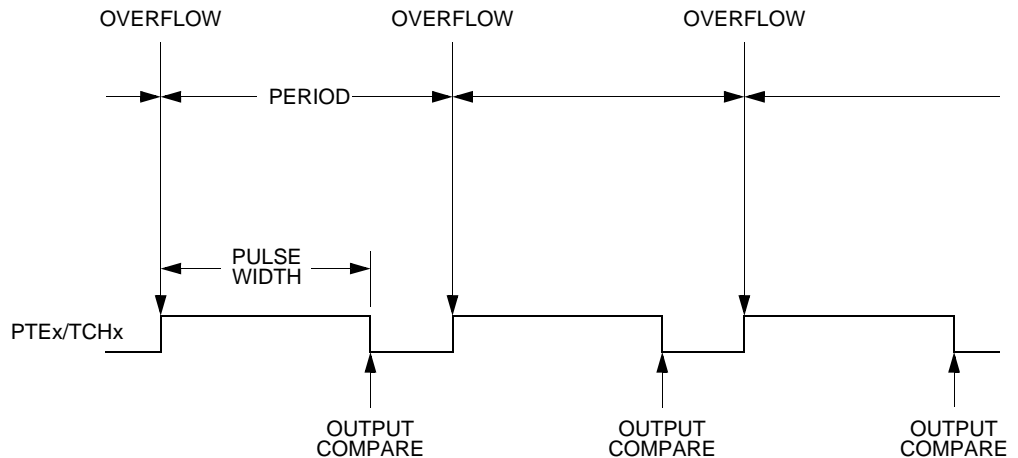 OVERFLOW
OVERFLOW
OVERFLOW
PERIOD
PULSE
WIDTH
PTEx/TCHx
OUTPUT
COMPARE
OUTPUT
COMPARE
OUTPUT
COMPARE